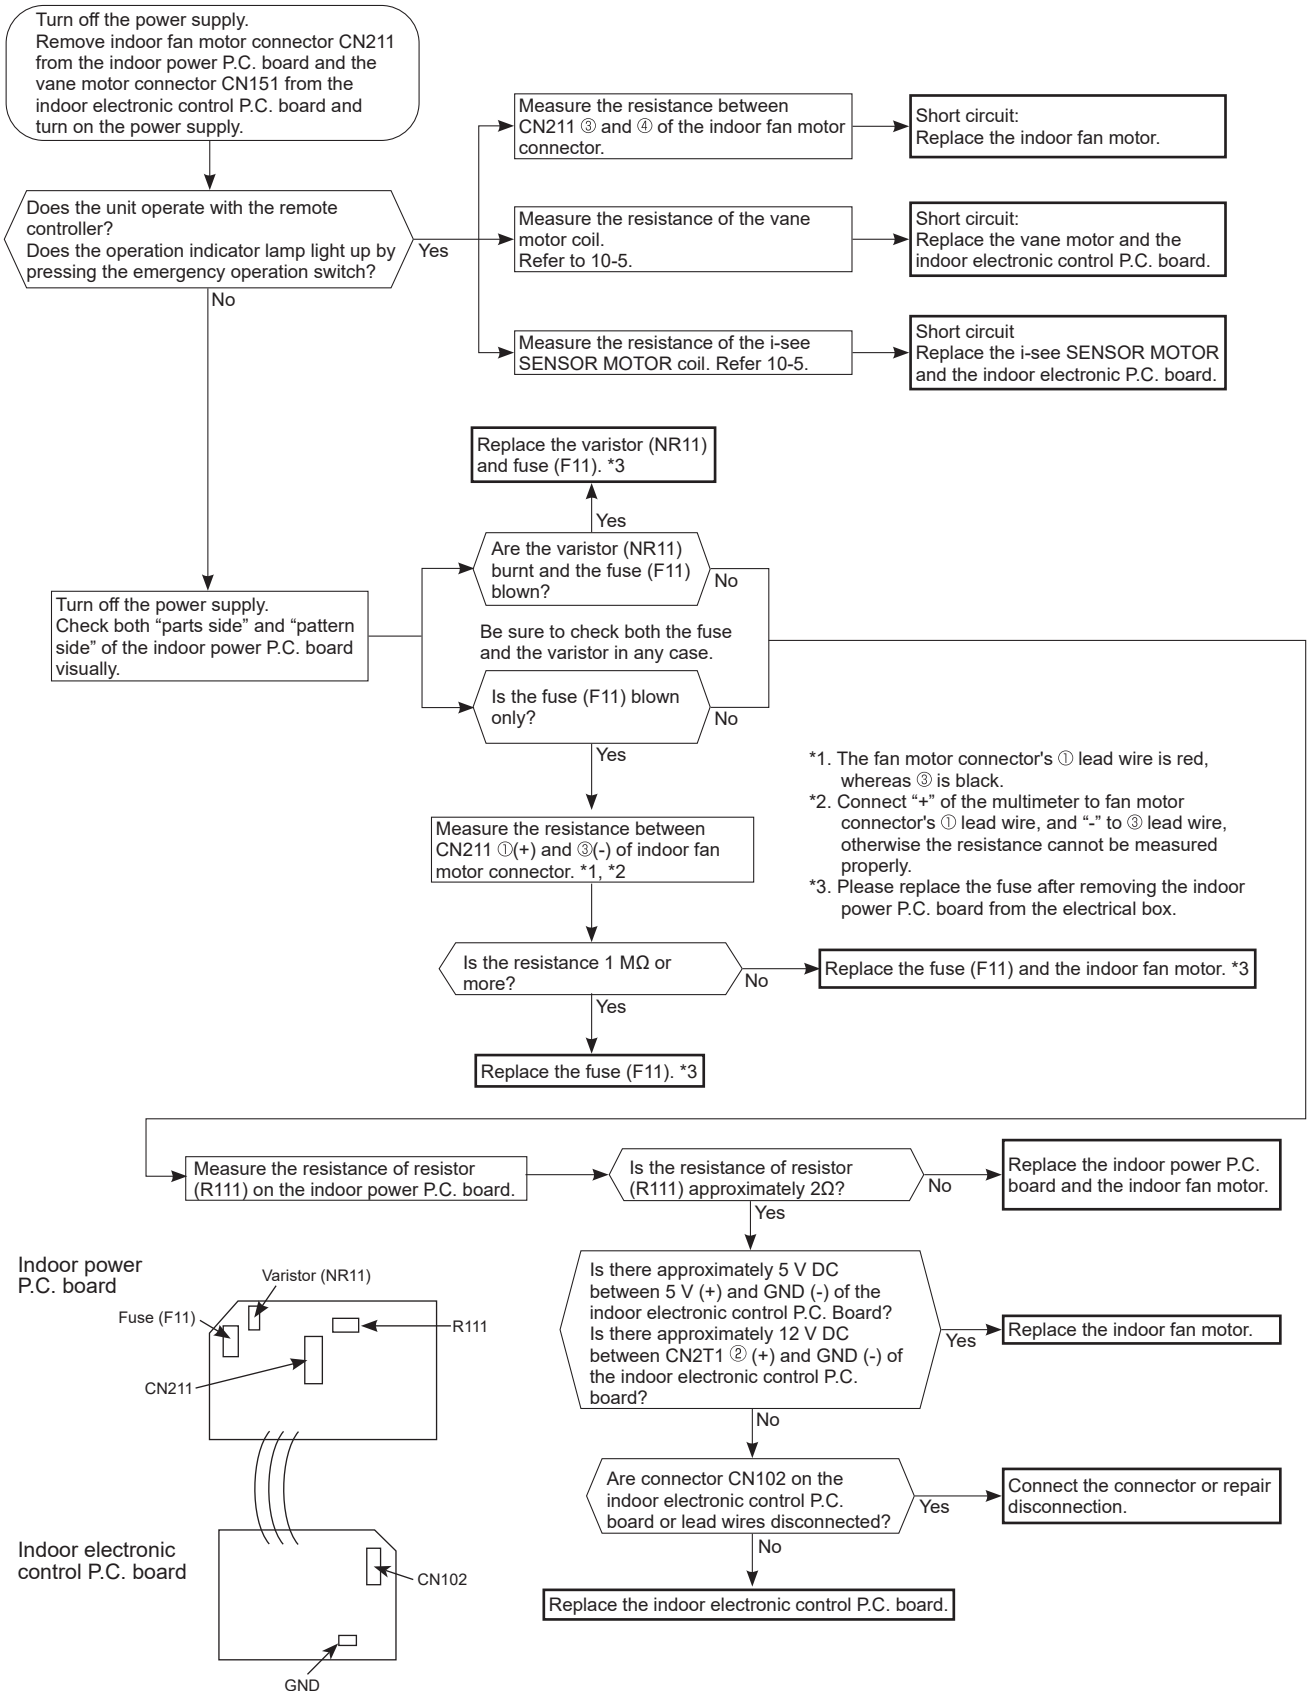 Turn off the power supply.
Remove indoor fan motor connector CN211
from the indoor power P.C. board and the
vane motor connector CN151 from the
indoor electronic control P.C. board and
turn on the power supply.
Does the unit operate with the remote
controller?
Does the operation indicator lamp light up by
pressing the emergency operation switch?
Yes
No
Measure the resistance between
CN211 ③ and ④ of the indoor fan motor
connector.
Short circuit:
Replace the indoor fan motor.
Measure the resistance of the vane
motor coil.
Refer to 10-5.
Short circuit:
Replace the vane motor and the
indoor electronic control P.C. board.
Measure the resistance of the i-see
SENSOR MOTOR coil. Refer 10-5.
Short circuit
Replace the i-see SENSOR MOTOR
and the indoor electronic P.C. board.
Replace the varistor (NR11)
and fuse (F11). *3
Yes
Are the varistor (NR11)
burnt and the fuse (F11)
blown?
No
Turn off the power supply.
Check both “parts side” and “pattern
side” of the indoor power P.C. board
visually.
Be sure to check both the fuse
and the varistor in any case.
Is the fuse (F11) blown
only?
No
Yes
*1. The fan motor connector's ① lead wire is red,
whereas ③ is black.
*2. Connect “+” of the multimeter to fan motor
connector's ① lead wire, and “-” to ③ lead wire,
otherwise the resistance cannot be measured
properly.
*3. Please replace the fuse after removing the indoor
power P.C. board from the electrical box.
Measure the resistance between
CN211 ①(+) and ③(-) of indoor fan
motor connector. *1, *2
Is the resistance 1 MΩ or
more?
No
Replace the fuse (F11) and the indoor fan motor. *3
Yes
Replace the fuse (F11). *3
Measure the resistance of resistor
(R111) on the indoor power P.C. board.
Is the resistance of resistor
(R111) approximately 2Ω?
No
Replace the indoor power P.C.
board and the indoor fan motor.
Yes
Is there approximately 5 V DC
between 5 V (+) and GND (-) of the
indoor electronic control P.C. Board?
Is there approximately 12 V DC
between CN2T1 ② (+) and GND (-) of
the indoor electronic control P.C.
board?
Yes
Replace the indoor fan motor.
No
Are connector CN102 on the
indoor electronic control P.C.
board or lead wires disconnected?
Yes
Connect the connector or repair
disconnection.
No
Replace the indoor electronic control P.C. board.
Indoor power
P.C. board
Varistor (NR11)
Fuse (F11)
R111
CN211
Indoor electronic
control P.C. board
CN102
GND